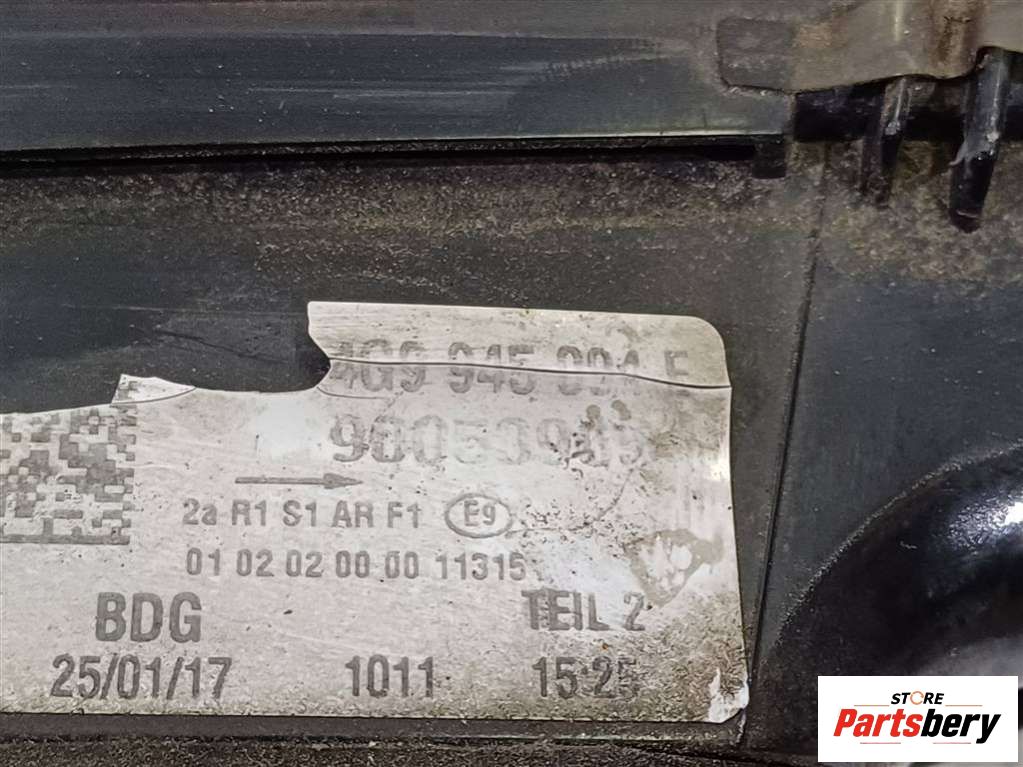 4G9 945 094 E
2a R1 S1 AR F1 E9
01 02 02 00 00 11315
BDG TEIL 2
25/01/17 1011 15:25
STORE
Partsbery